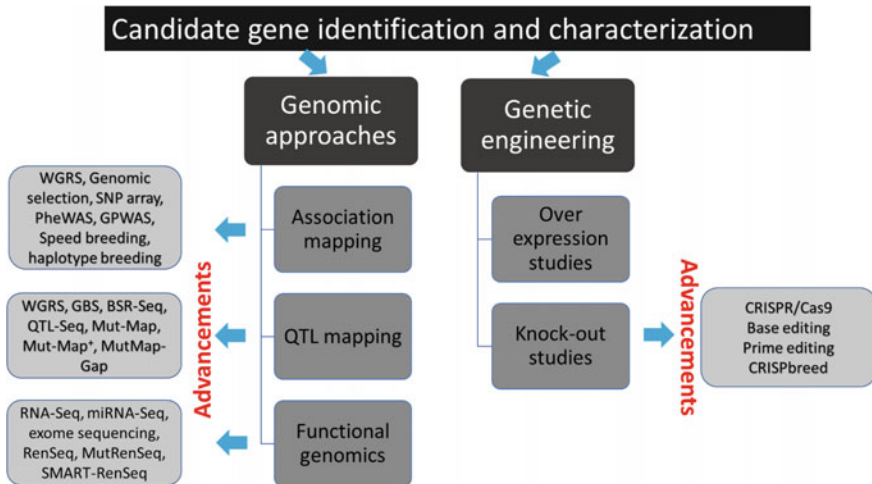 Candidate gene identification and characterization
Genomic
approaches
Genetic
engineering
WGRS, Genomic
selection, SNP array,
PheWAS, GPWAS,
Speed breeding,
haplotype breeding
Association
mapping
Over
expression
studies
WGRS, GBS, BSR-Seq,
QTL-Seq, Mut-Map,
Mut-Map⁺, MutMap-
Gap
Advancements
QTL mapping
Knock-out
studies
Advancements
CRISPR/Cas9
Base editing
Prime editing
CRISPbreed
RNA-Seq, miRNA-Seq,
exome sequencing,
RenSeq, MutRenSeq,
SMART-RenSeq
Functional
genomics